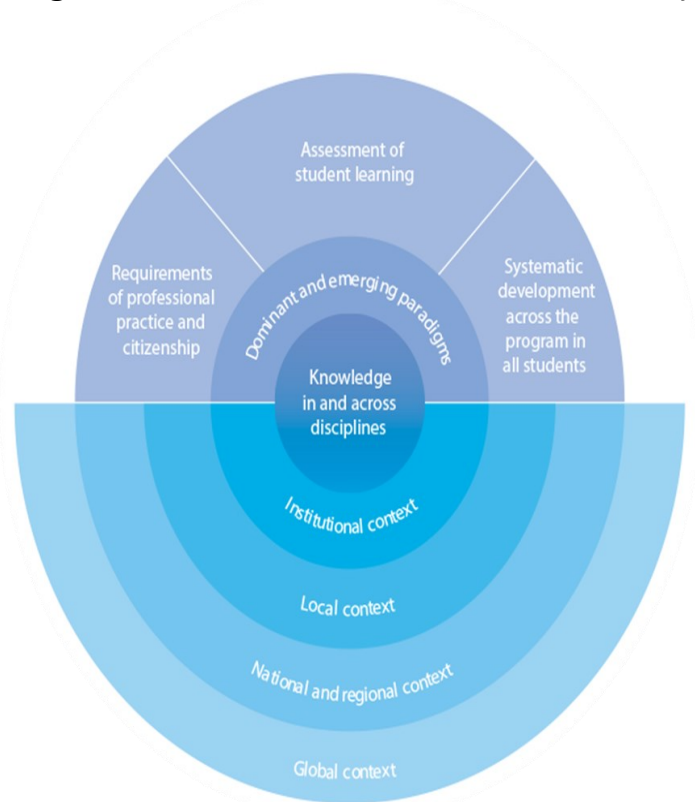 Assessment of
student learning
Requirements
of professional
practice and
citizenship
Systematic
development
across the
program in
all students
Dominant and emerging paradigms
Knowledge
in and across
disciplines
Institutional context
Local context
National and regional context
Global context